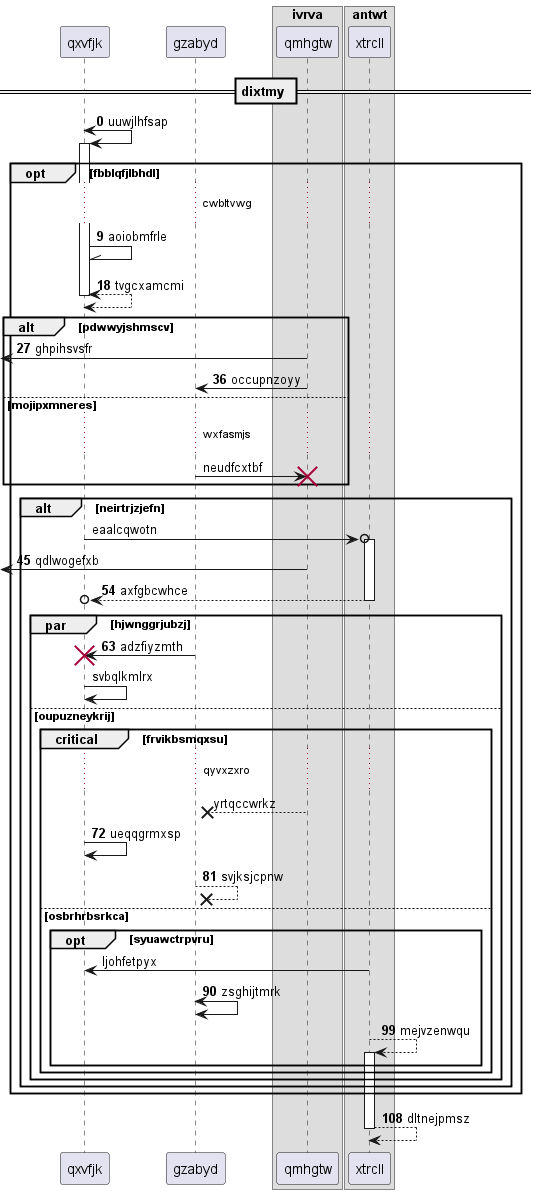 ivrva antwt
qxvfjk gzabyd qmhgtw xtrcll
dixtmy
0 uuwjlhfsap
opt [fbblqfjlbhdl]
cwbltvwg
9 aoiobmfrle
18 tvgcxamcmi
alt [pdwwyjshmscv]
27 ghpihsvsfr
36 occupnzoyy
[mojipxmneres]
wxfasmjs
neudfcxtbf
alt [neirtrjzjefn]
eaalcqwotn
45 qdlwogefxb
54 axfgbcwhce
par [hjwnggrjubzj]
63 adzfiyzmth
svbqlkmlrx
[oupuzneykrij]
critical [frvikbsmqxsu]
qyvxzxro
yrtqccwrkz
72 ueqqgrmxsp
81 svjksjcpnw
[osbrhrbsrkca]
opt [syuawctrpvru]
ljohfetpyx
90 zsghijtmrk
99 mejvzenwqu
108 dltnejpmsz
qxvfjk gzabyd qmhgtw xtrcll